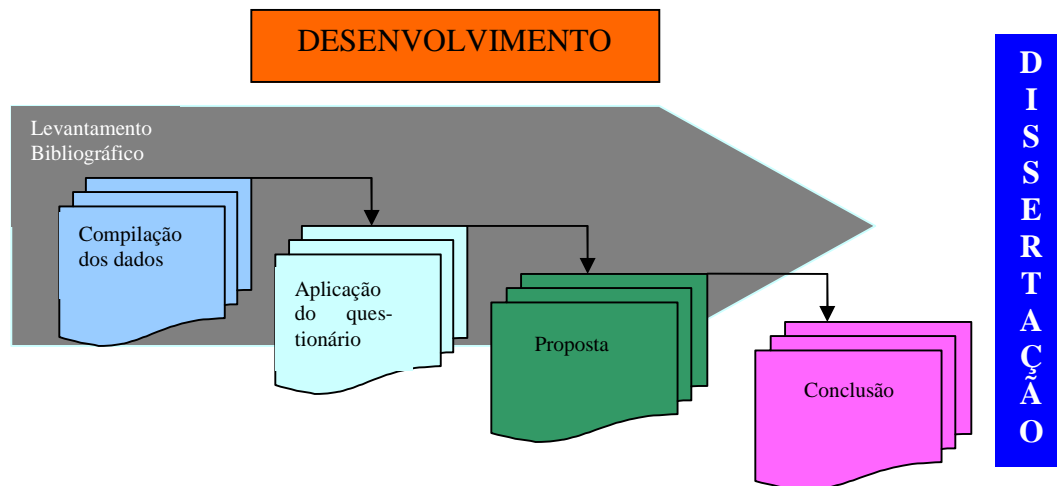 DESENVOLVIMENTO
Levantamento
Bibliográfico
Compilação
dos dados
Aplicação
do ques-
tionário
Proposta
Conclusão
D
I
S
S
E
R
T
A
Ç
Ã
O